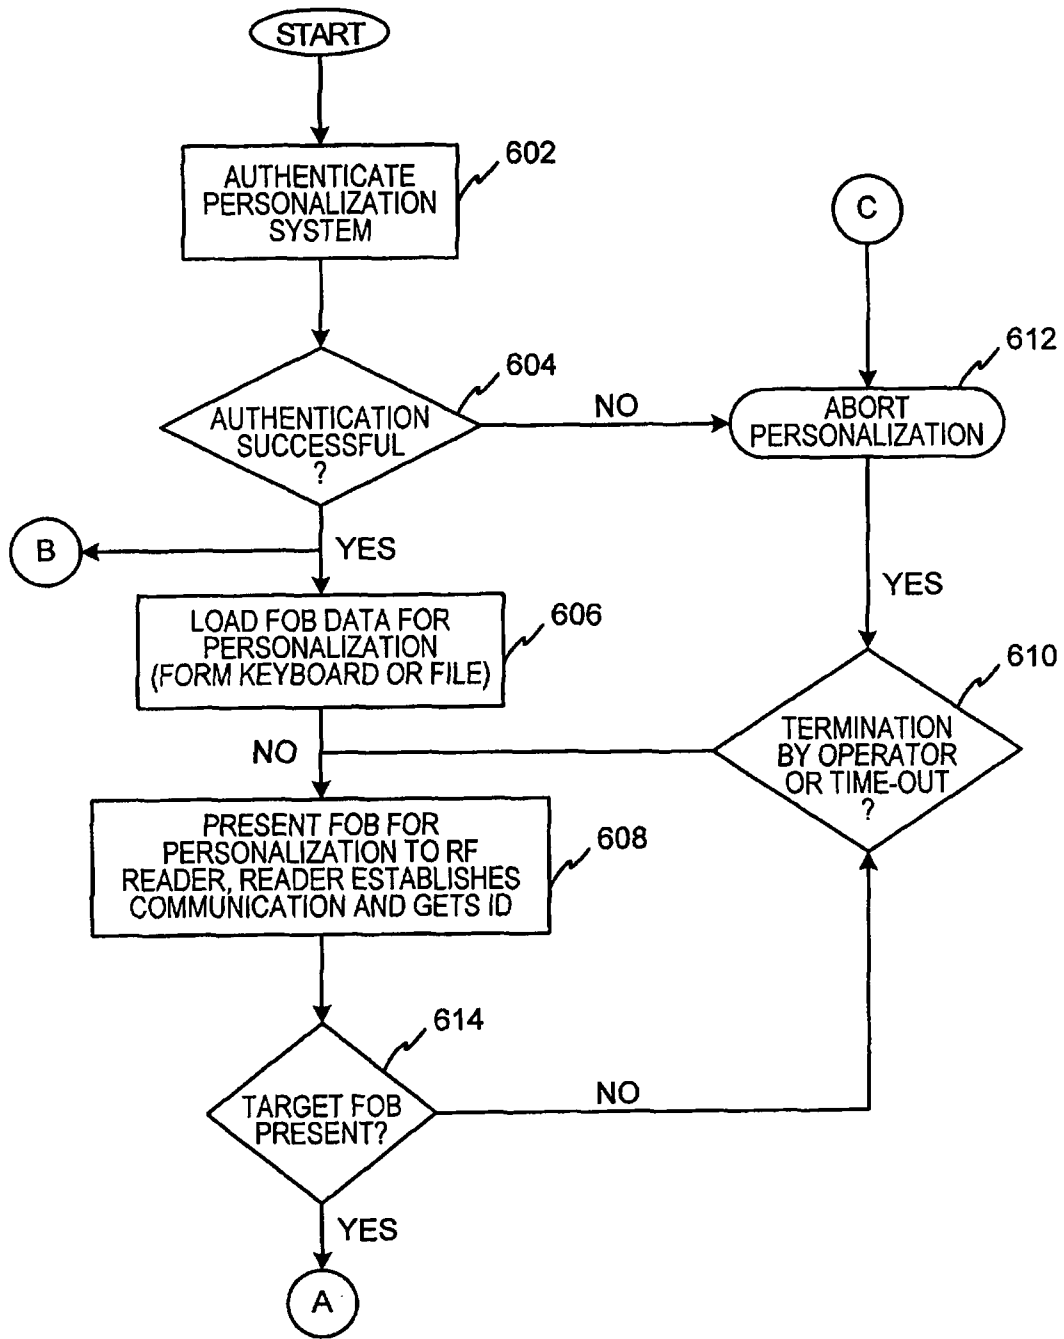 START
602
AUTHENTICATE
PERSONALIZATION
SYSTEM
C
604
612
AUTHENTICATION
SUCCESSFUL
?
NO
ABORT
PERSONALIZATION
B
YES
YES
606
LOAD FOB DATA FOR
PERSONALIZATION
(FORM KEYBOARD OR FILE)
610
TERMINATION
BY OPERATOR
OR TIME-OUT
?
NO
608
PRESENT FOB FOR
PERSONALIZATION TO RF
READER, READER ESTABLISHES
COMMUNICATION AND GETS ID
614
TARGET FOB
PRESENT?
NO
YES
A